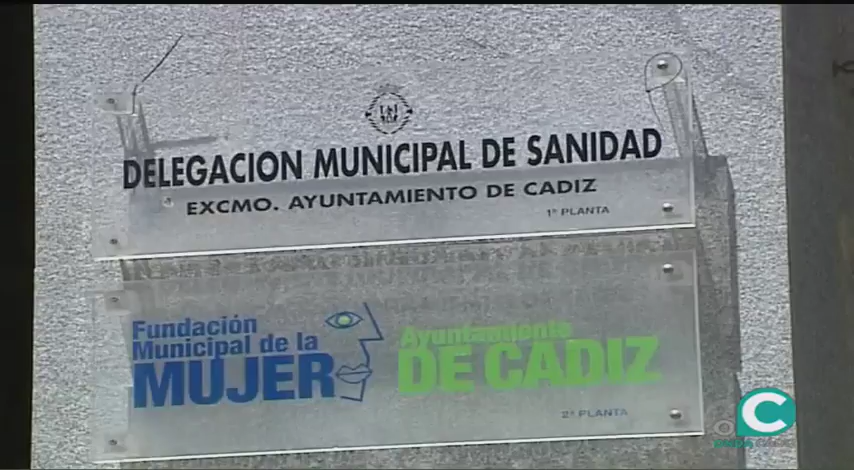 DELEGACION MUNICIPAL DE SANIDAD
EXCMO. AYUNTAMIENTO DE CADIZ
1ª PLANTA
Fundación
Municipal de la
MUJER
Ayuntamiento
DE CÁDIZ
2ª PLANTA
C